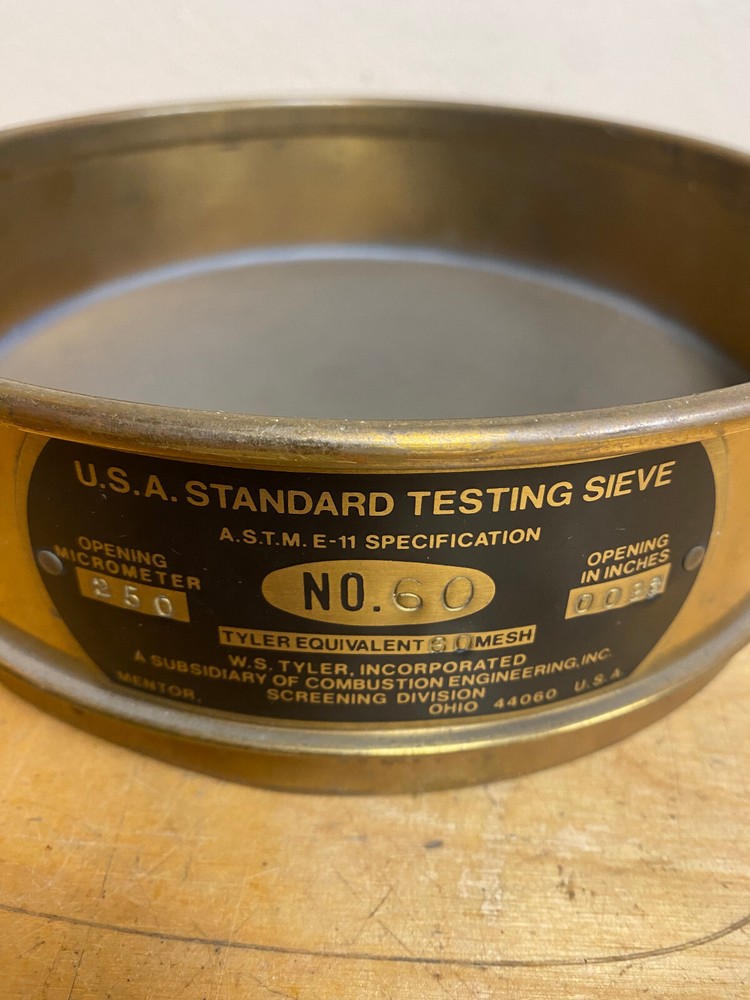 U.S.A. STANDARD TESTING SIEVE
A.S.T.M. E-11 SPECIFICATION
OPENING
MICROMETER
250
NO. 60
OPENING
IN INCHES
TYLER EQUIVALENT 60 MESH
W.S. TYLER, INCORPORATED
A SUBSIDIARY OF COMBUSTION ENGINEERING, INC.
SCREENING DIVISION
MENTOR, OHIO 44060 U.S.A.